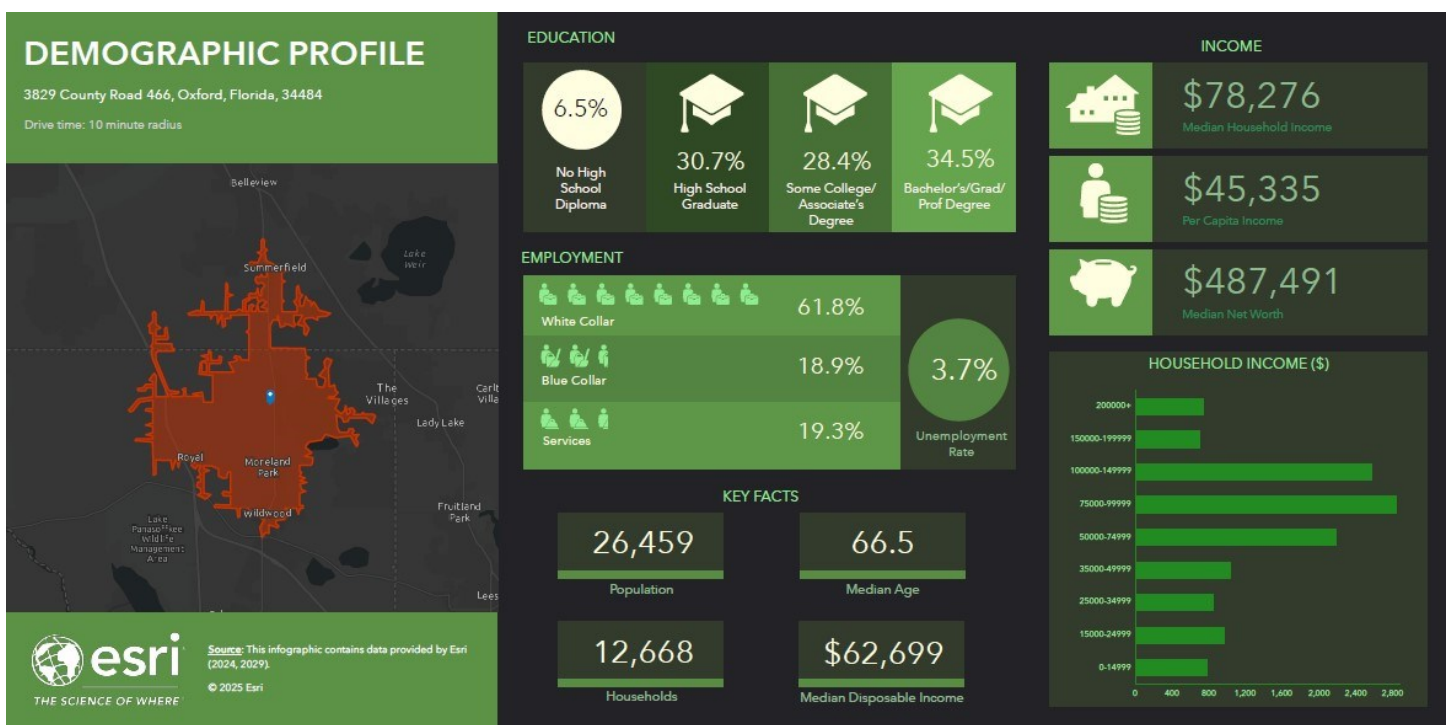 DEMOGRAPHIC PROFILE
3829 County Road 466, Oxford, Florida, 34484
Drive time: 10 minute radius
Belleview
Lake
Weir
Summerfield
The
Villages
Lady Lake
Royal
Moreland
Park
Wildwood
Fruitland
Park
Lake
Panasoffkee
Wildlife
Management
Area
Lees
esri
THE SCIENCE OF WHERE
Source: This infographic contains data provided by Esri
(2024, 2029).
© 2025 Esri
EDUCATION
6.5%
No High
School
Diploma
30.7%
High School
Graduate
28.4%
Some College/
Associate's
Degree
34.5%
Bachelor's/Grad/
Prof Degree
EMPLOYMENT
White Collar
61.8%
Blue Collar
18.9%
Services
19.3%
3.7%
Unemployment
Rate
KEY FACTS
26,459
Population
66.5
Median Age
12,668
Households
$62,699
Median Disposable Income
INCOME
$78,276
Median Household Income
$45,335
Per Capita Income
$487,491
Median Net Worth
HOUSEHOLD INCOME ($)
200000+
150000-199999
100000-149999
75000-99999
50000-74999
35000-49999
25000-34999
15000-24999
0-14999
0 400 800 1,200 1,600 2,000 2,400 2,800